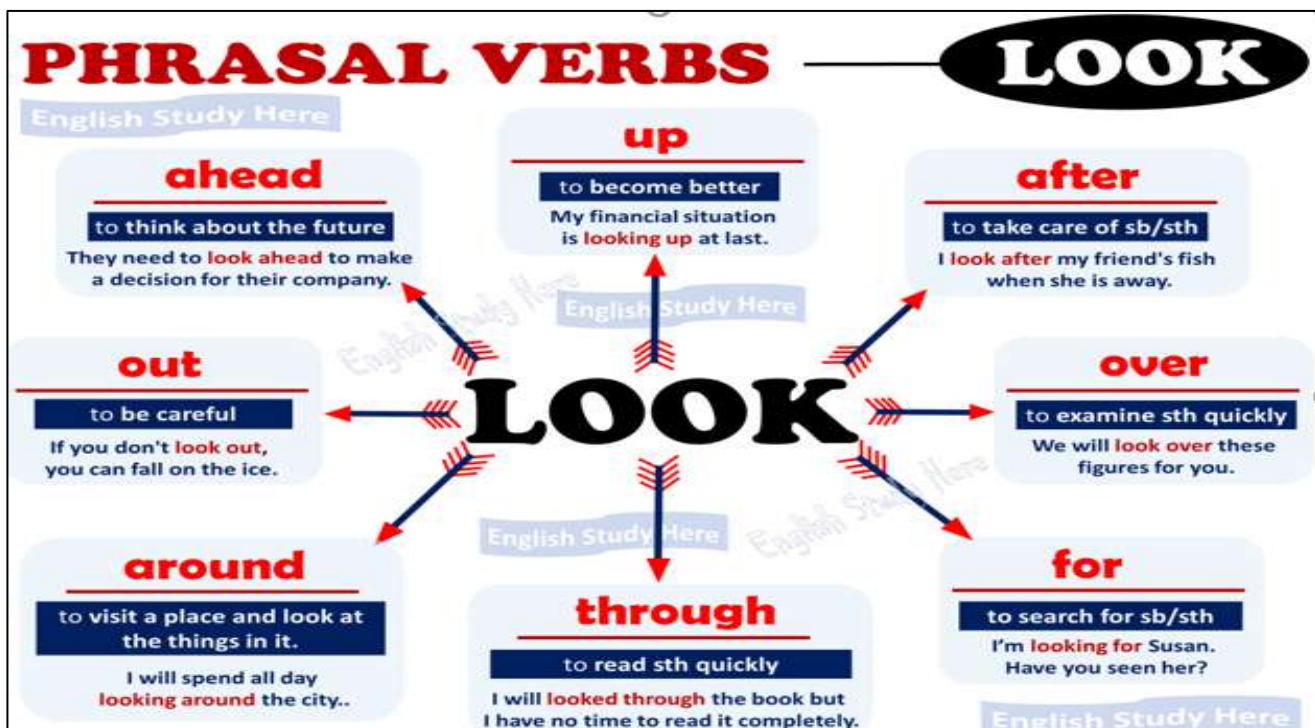 PHRASAL VERBS
LOOK
English Study Here
ahead
to think about the future
They need to look ahead to make
a decision for their company.
up
to become better
My financial situation
is looking up at last.
after
to take care of sb/sth
I look after my friend's fish
when she is away.
English Study Here
English Study Here
out
to be careful
If you don't look out,
you can fall on the ice.
LOOK
over
to examine sth quickly
We will look over these
figures for you.
English Study Here
English Study Here
around
to visit a place and look at
the things in it.
I will spend all day
looking around the city..
through
to read sth quickly
I will looked through the book but
I have no time to read it completely.
for
to search for sb/sth
I'm looking for Susan.
Have you seen her?
English Study Here